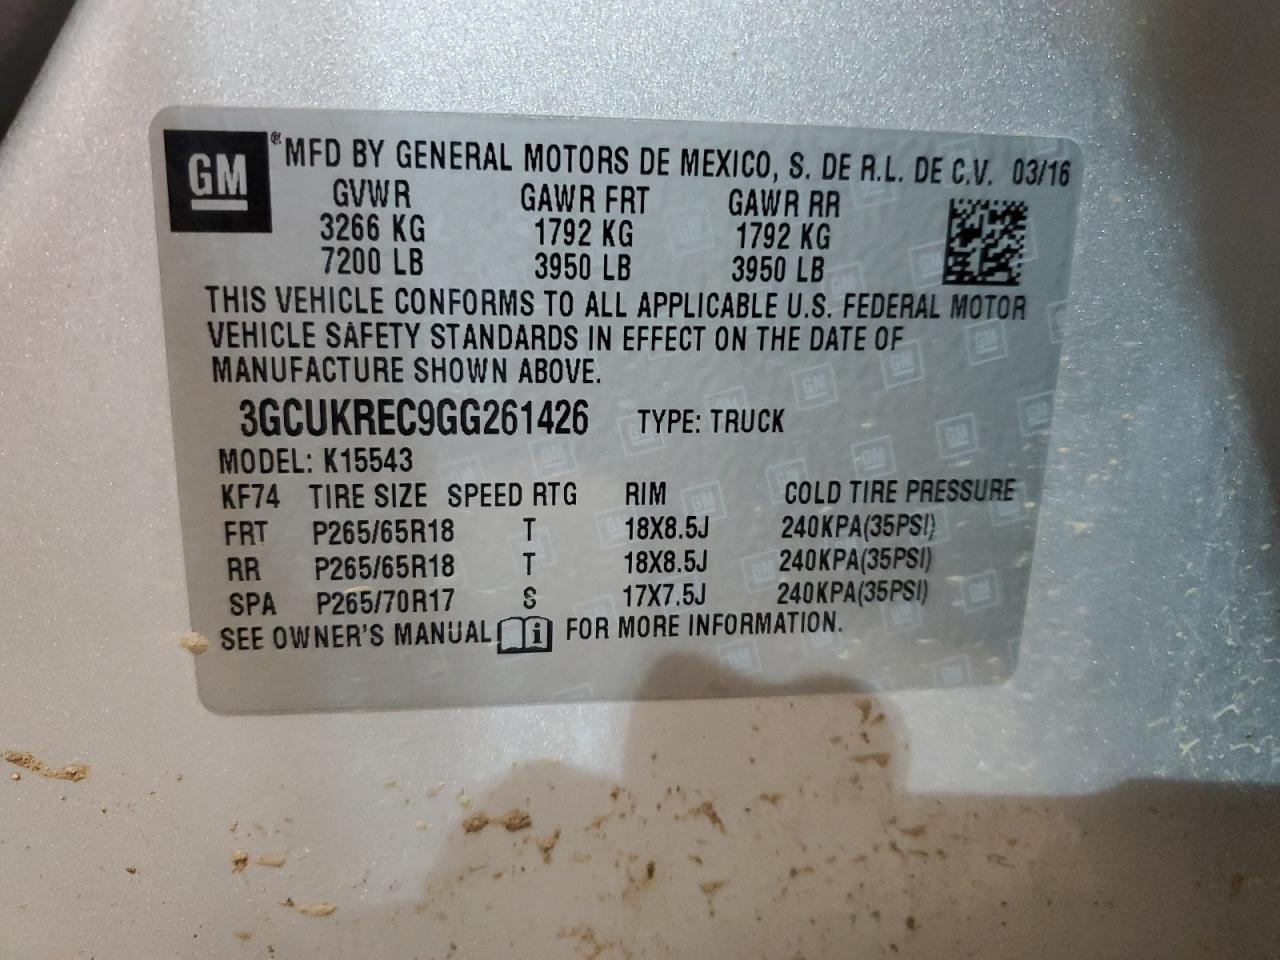 GM ® MFD BY GENERAL MOTORS DE MEXICO, S. DE R.L. DE C.V. 03/16
GVWR GAWR FRT GAWR RR
3266 KG 1792 KG 1792 KG
7200 LB 3950 LB 3950 LB
THIS VEHICLE CONFORMS TO ALL APPLICABLE U.S. FEDERAL MOTOR
VEHICLE SAFETY STANDARDS IN EFFECT ON THE DATE OF
MANUFACTURE SHOWN ABOVE.
3GCUKREC9GG261426 TYPE: TRUCK
MODEL: K15543
KF74 TIRE SIZE SPEED RTG RIM COLD TIRE PRESSURE
FRT P265/65R18 T 18X8.5J 240KPA(35PSI)
RR P265/65R18 T 18X8.5J 240KPA(35PSI)
SPA P265/70R17 S 17X7.5J 240KPA(35PSI)
SEE OWNER'S MANUAL i FOR MORE INFORMATION.